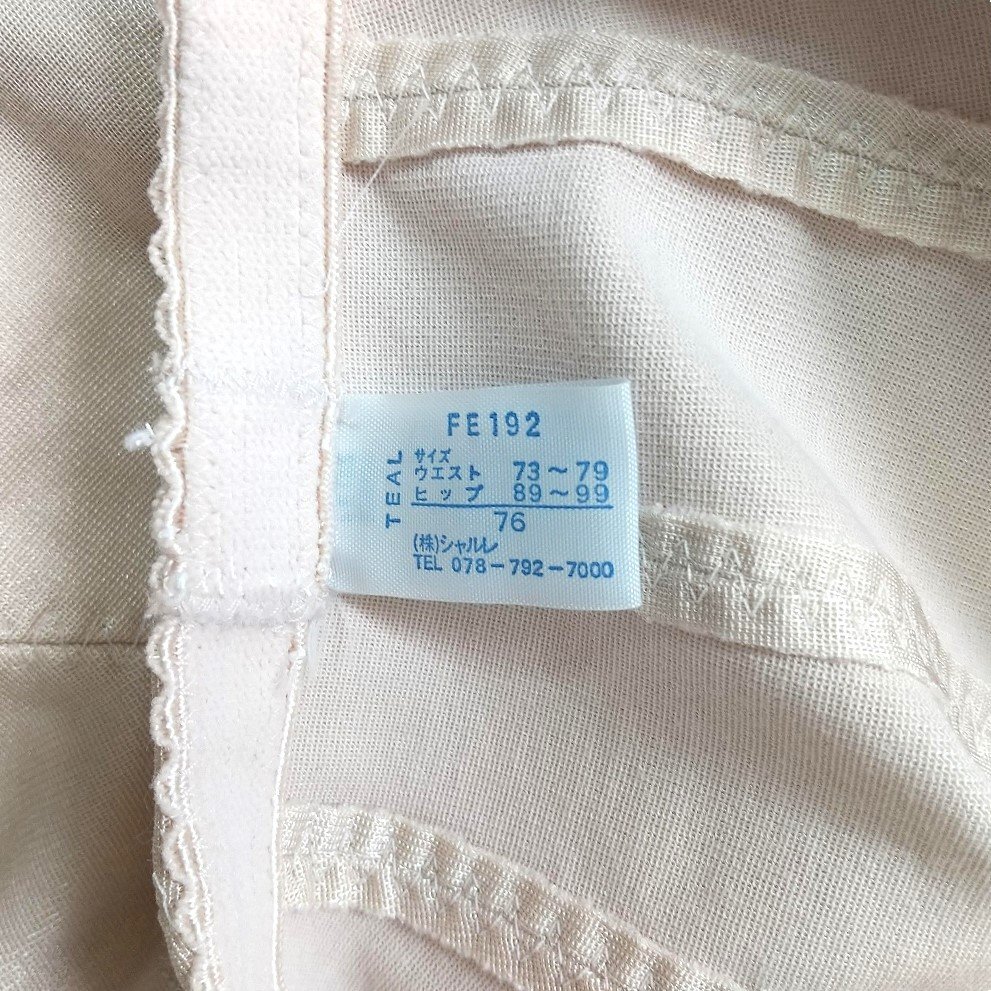 FE192
TEAL
サイズ
ウエスト 73～79
ヒップ 89～99
76
(株)シャルレ
TEL 078-792-7000